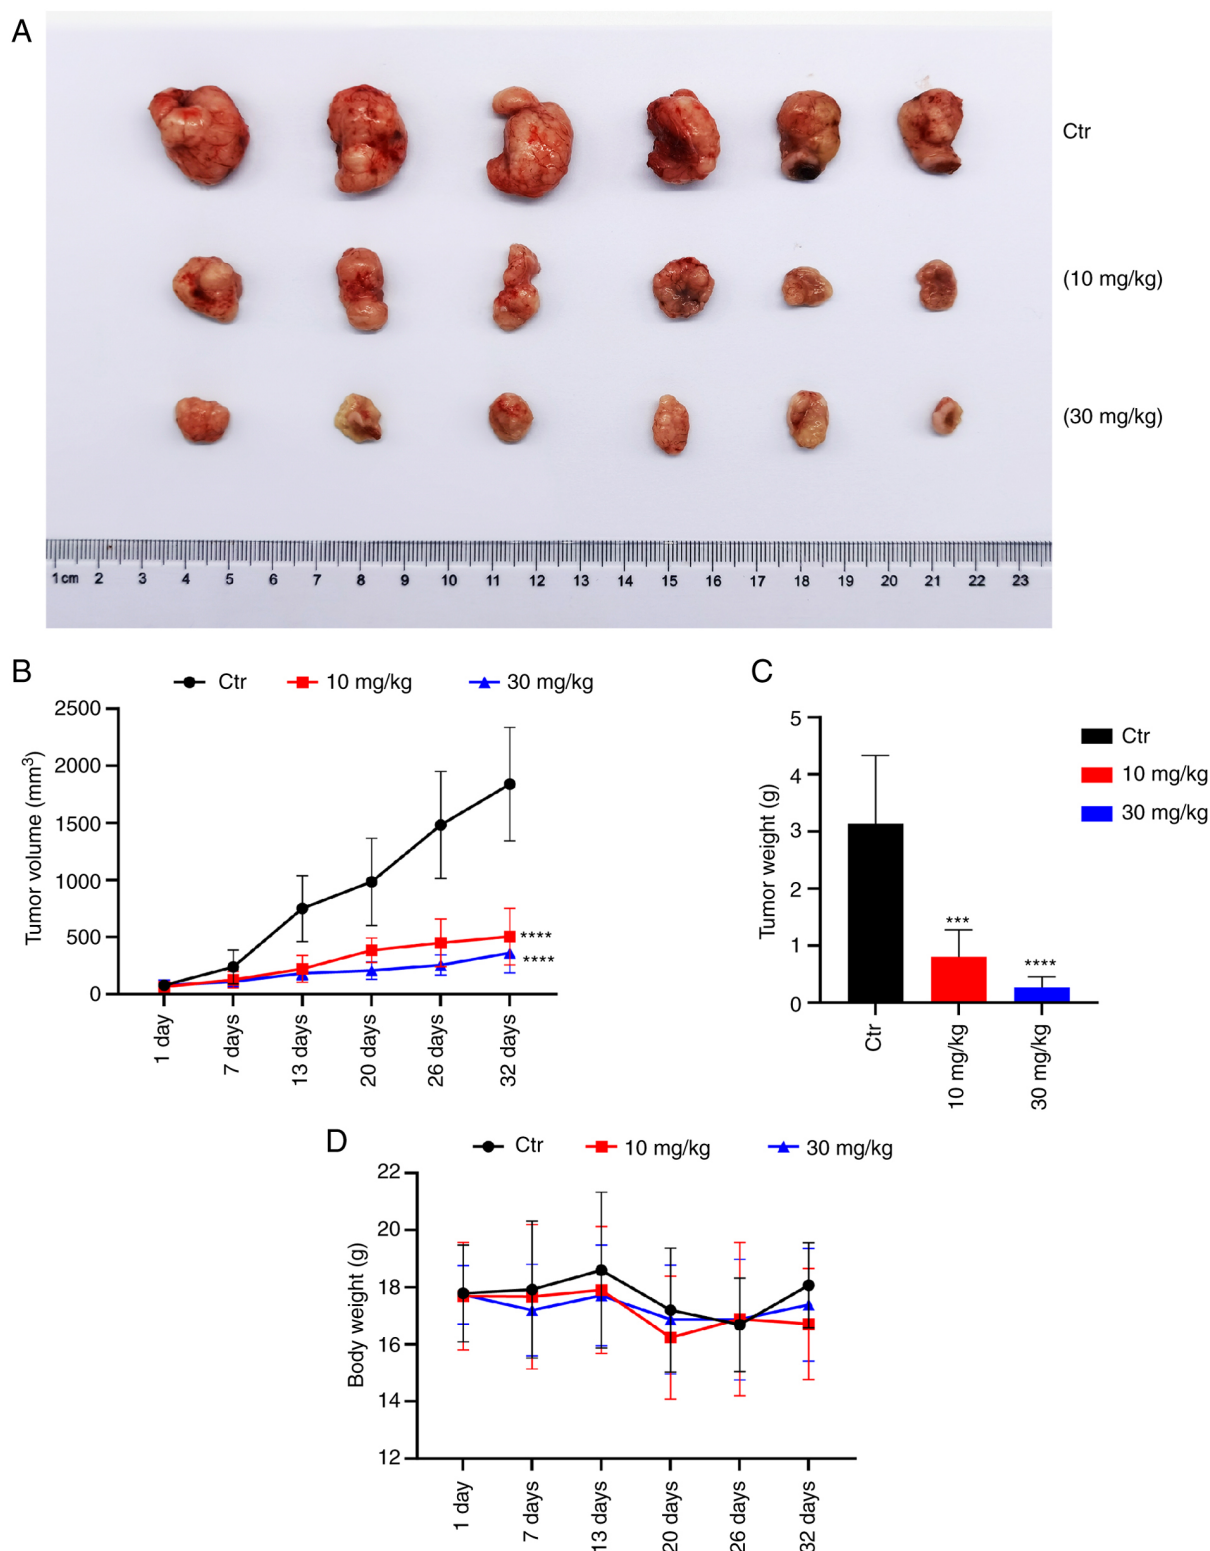 A
Ctr
(10 mg/kg)
(30 mg/kg)
1 cm 2 3 4 5 6 7 8 9 10 11 12 13 14 15 16 17 18 19 20 21 22 23
B
Ctr 10 mg/kg 30 mg/kg
Tumor volume (mm³)
2500
2000
1500
1000
500
0
****
****
1 day 7 days 13 days 20 days 26 days 32 days
C
Tumor weight (g)
5
4
3
2
1
0
***
****
Ctr
10 mg/kg
30 mg/kg
Ctr 10 mg/kg 30 mg/kg
D
Ctr 10 mg/kg 30 mg/kg
Body weight (g)
22
20
18
16
14
12
1 day 7 days 13 days 20 days 26 days 32 days